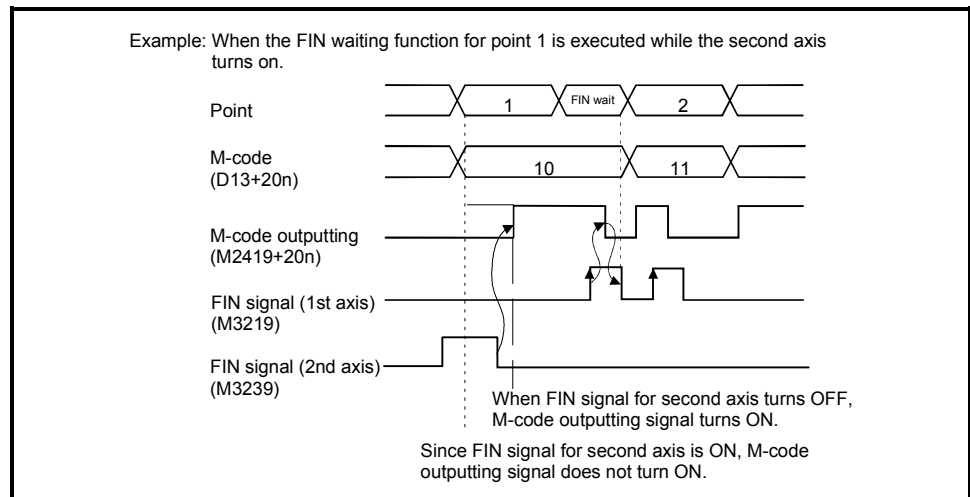 Example: When the FIN waiting function for point 1 is executed while the second axis
turns on.
Point
1
FIN wait
2
M-code
(D13+20n)
10
11
M-code outputting
(M2419+20n)
FIN signal (1st axis)
(M3219)
FIN signal (2nd axis)
(M3239)
When FIN signal for second axis turns OFF,
M-code outputting signal turns ON.
Since FIN signal for second axis is ON, M-code
outputting signal does not turn ON.